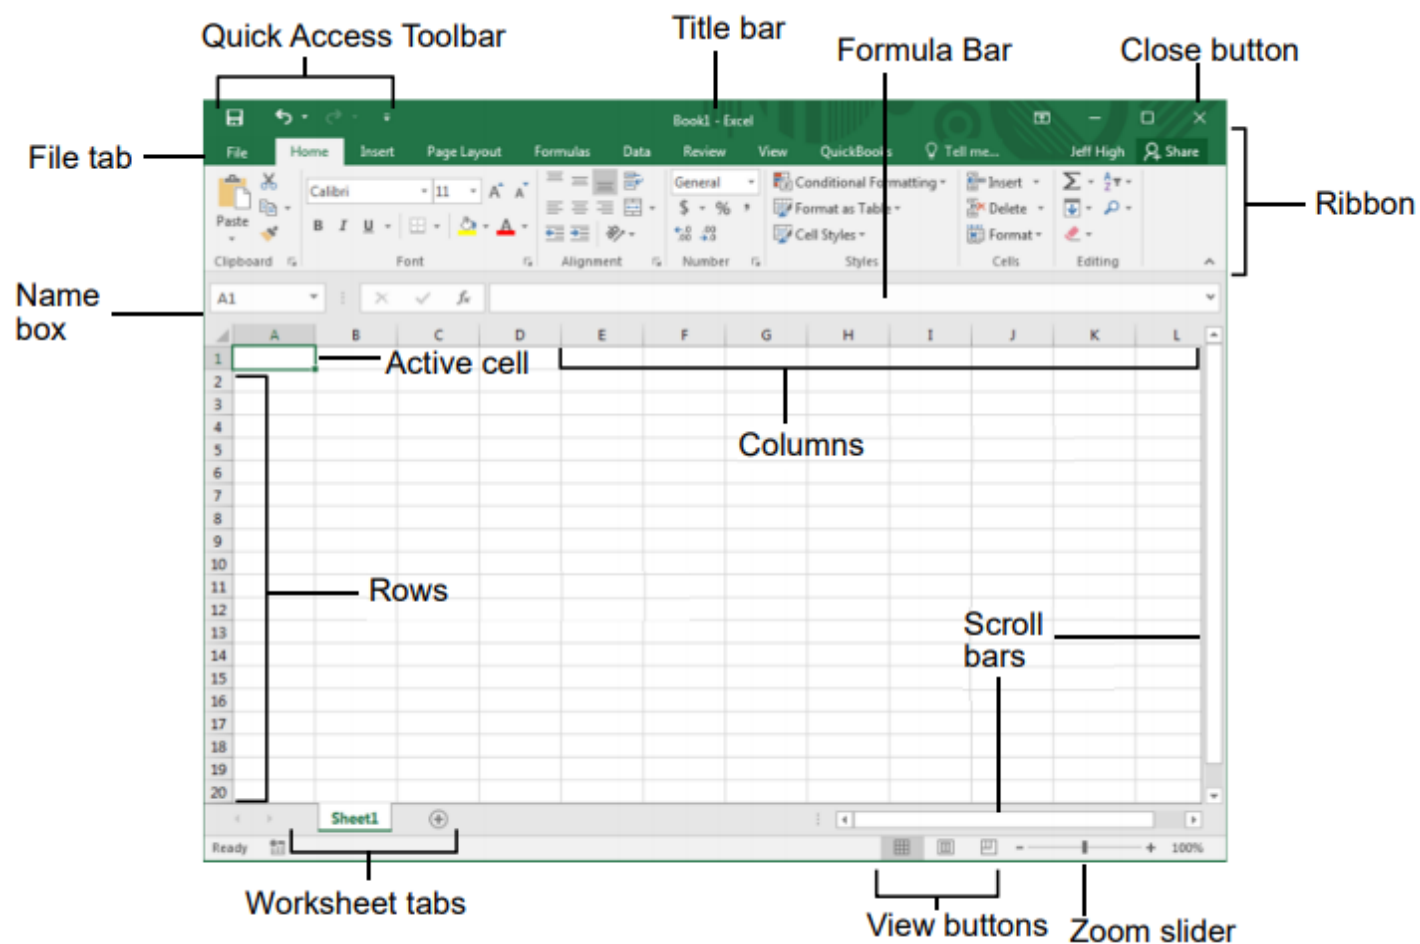 Quick Access Toolbar
Title bar
Formula Bar
Close button
Book1 - Excel
File tab
File Home Insert Page Layout Formulas Data Review View QuickBooks Tell me... Jeff High Share
Ribbon
Calibri 11 A A General Conditional Formatting Insert Σ
Paste $ % , Format as Table Delete
B I U A .00 .00 Cell Styles Format
Clipboard Font Alignment Number Styles Cells Editing
Name
box
A1 fx
A B C D E F G H I J K L
1
Active cell
2
3
4
Columns
5
6
7
8
9
10
11
Rows
12
13
Scroll
bars
14
15
16
17
18
19
20
Sheet1
Ready 100%
Worksheet tabs
View buttons
Zoom slider